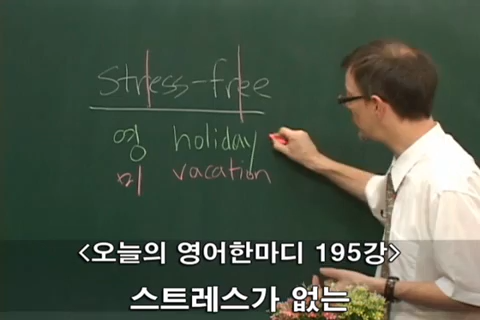 stress-free
영 holiday
미 vacation
<오늘의 영어한마디 195강>
스트레스가 없는